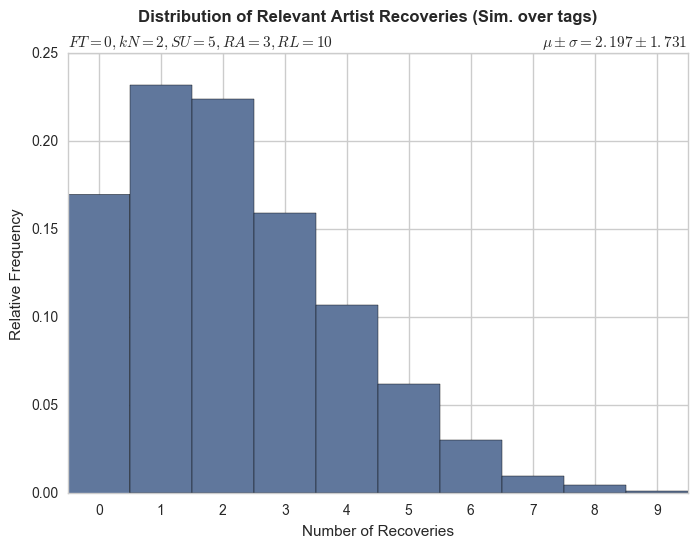 Distribution of Relevant Artist Recoveries (Sim. over tags)
FT = 0, kN = 2, SU = 5, RA = 3, RL = 10
μ ± σ = 2.197 ± 1.731
0.25
0.20
0.15
0.10
0.05
0.00
Relative Frequency
0 1 2 3 4 5 6 7 8 9
Number of Recoveries